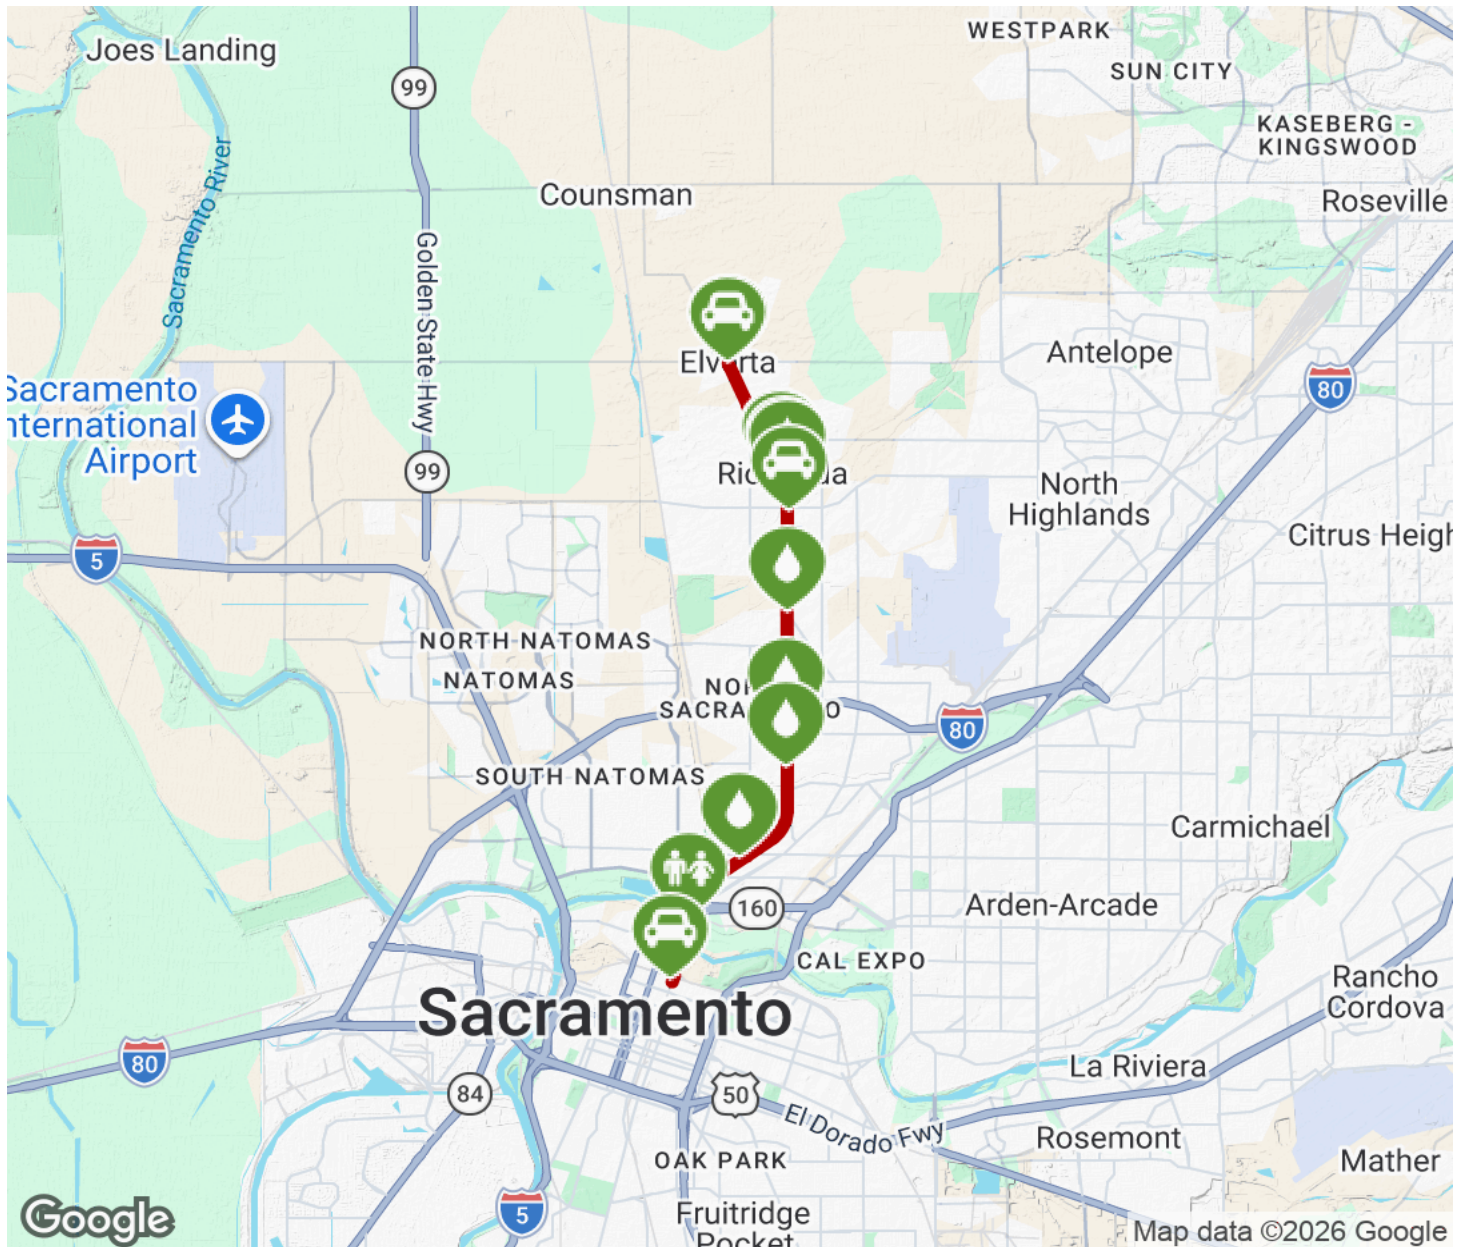 WESTPARK
Joes Landing
SUN CITY
99
KASEBERG -
KINGSWOOD
Sacramento River
Counsman
Roseville
Golden State Hwy
Elverta
Antelope
80
Sacramento
International
Airport
99
North
Highlands
Citrus Heigh
5
NORTH NATOMAS
NATOMAS
80
SOUTH NATOMAS
Carmichael
160
Arden-Arcade
CAL EXPO
Rancho
Cordova
Sacramento
80
La Riviera
84
50
El Dorado Fwy
Rosemont
OAK PARK
Mather
5
Fruitridge
Pocket
Google
Map data ©2026 Google